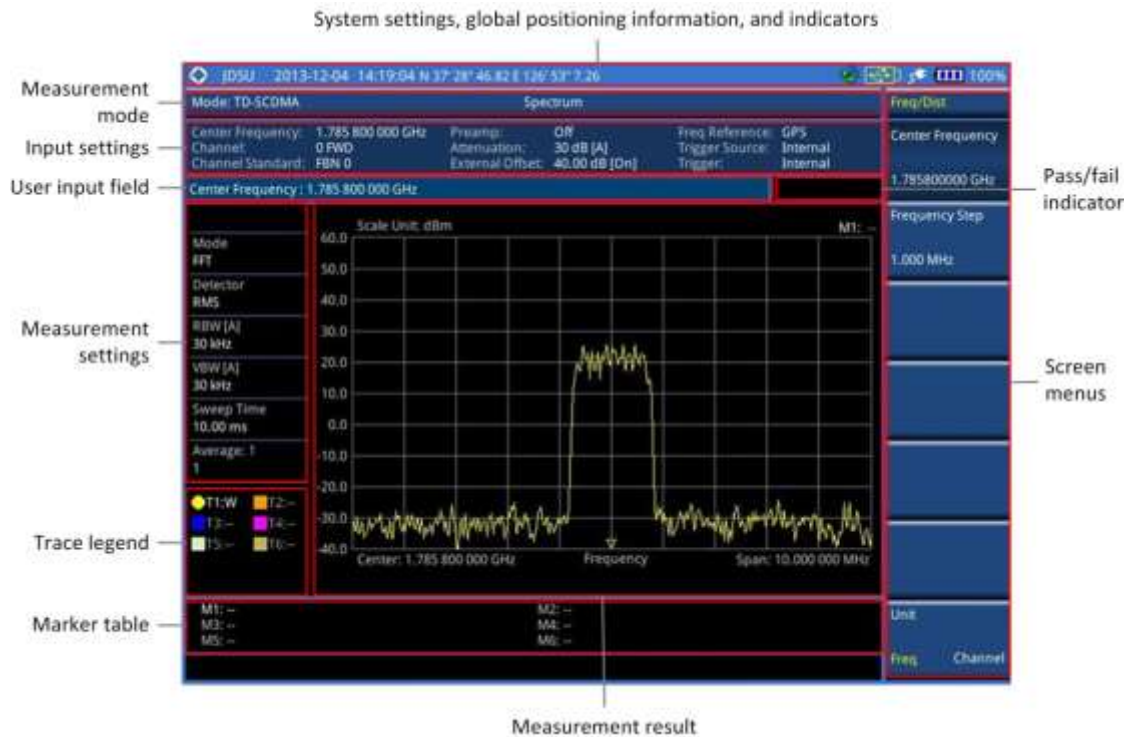 System settings, global positioning information, and indicators
JDSU 2013-12-04 14:19:04 N 37° 28' 46.82 E 126° 53' 7.26 100%
Measurement mode
Mode: TD-SCDMA Spectrum
Freq/Dist
Input settings
Center Frequency: 1.785 800 000 GHz Preamp: Off Freq Reference: GPS
Channel: 0 FWD Attenuation: 30 dB [A] Trigger Source: Internal
Channel Standard: FBN 0 External Offset: 40.00 dB [On] Trigger: Internal
Center Frequency
1.785800000 GHz
User input field
Center Frequency : 1.785 800 000 GHz
Pass/fail indicator
Frequency Step
1.000 MHz
Measurement settings
Mode
FFT
Detector
RMS
RBW [A]
30 kHz
VBW [A]
30 kHz
Sweep Time
10.00 ms
Average: 1
1
Scale Unit: dBm M1: --
60.0
50.0
40.0
30.0
20.0
10.0
0.0
-10.0
-20.0
-30.0
-40.0
Center: 1.785 800 000 GHz Frequency Span: 10.000 000 MHz
Screen menus
Trace legend
T1:W T2:--
T3:-- T4:--
T5:-- T6:--
Marker table
M1: -- M2: --
M3: -- M4: --
M5: -- M6: --
Unit
Freq Channel
Measurement result